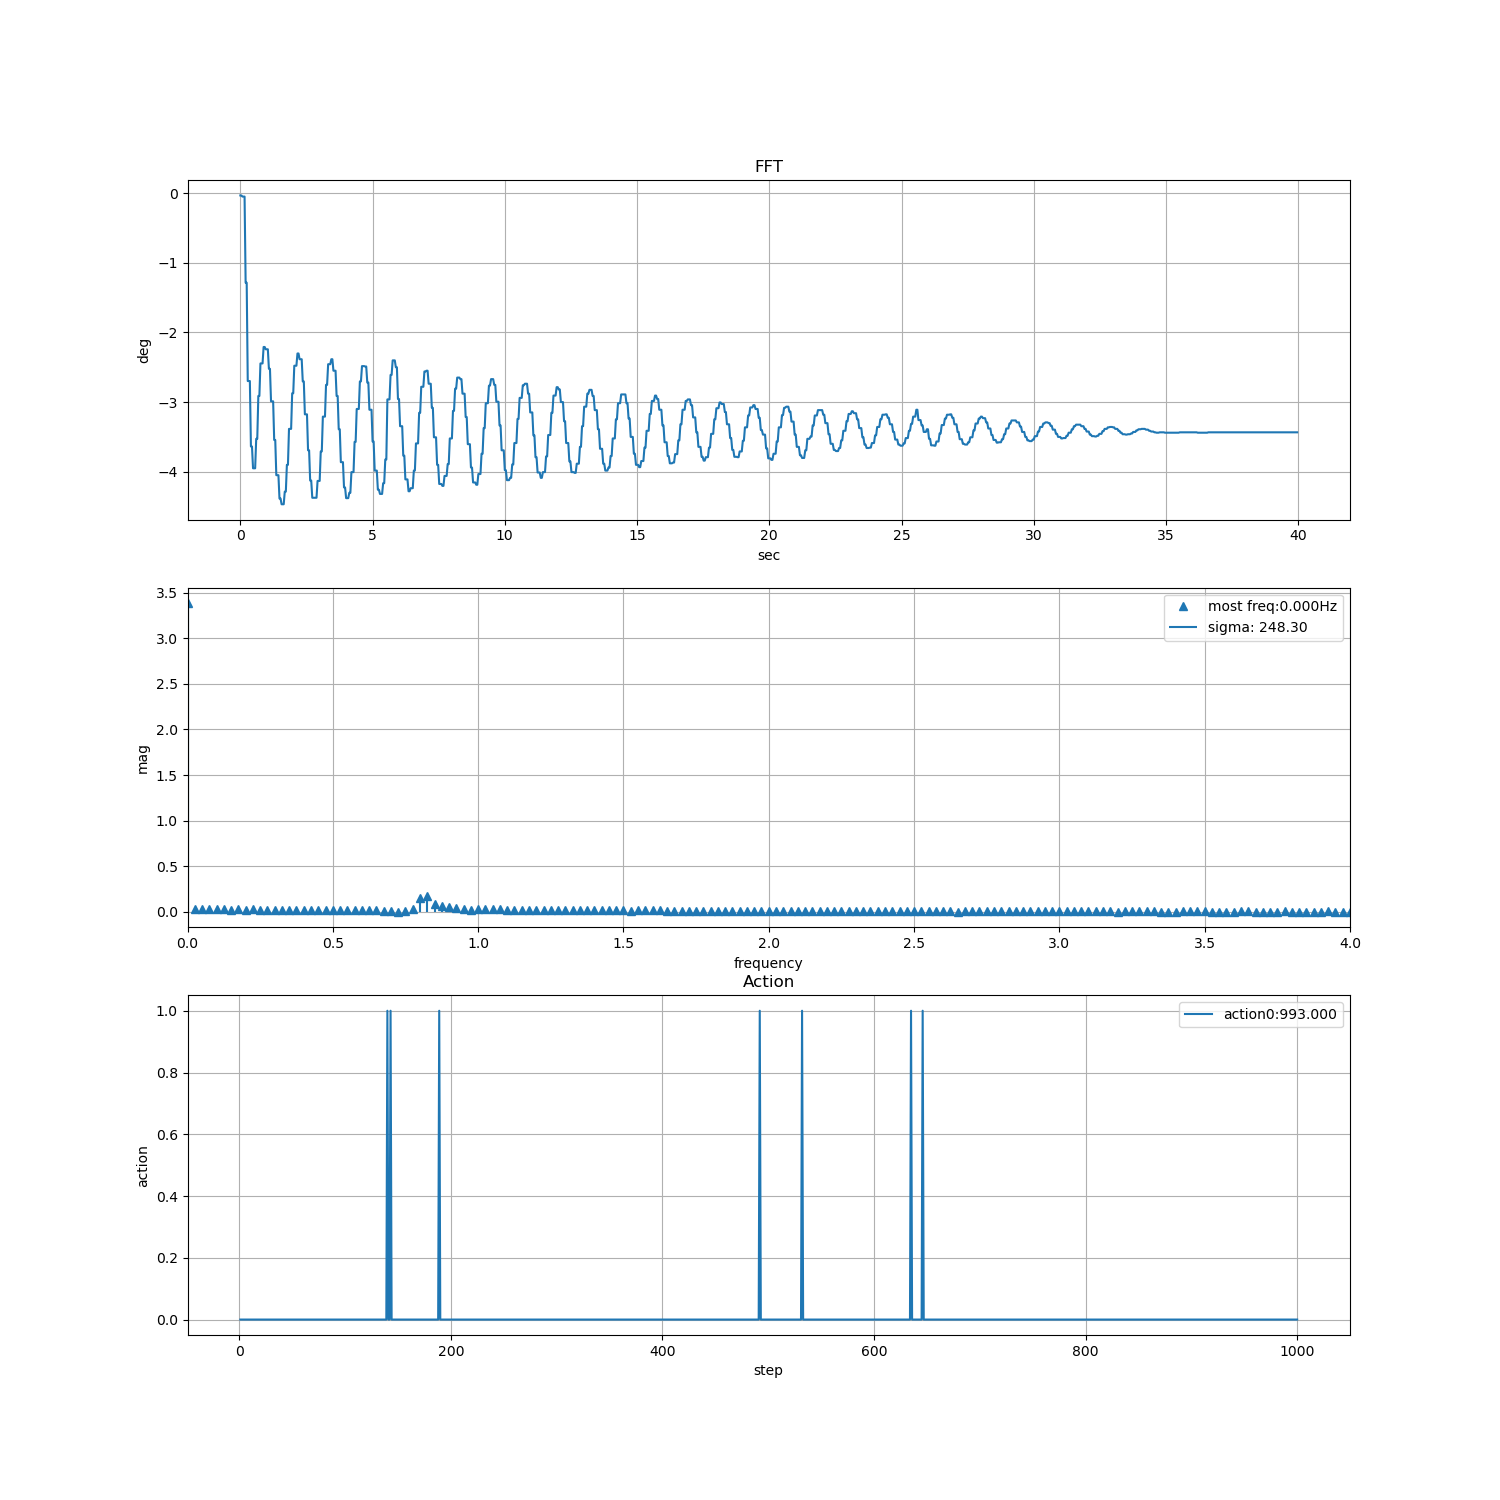 FFT
0
−1
−2
−3
−4
deg
0 5 10 15 20 25 30 35 40
sec
3.5
3.0
2.5
2.0
1.5
1.0
0.5
0.0
mag
most freq:0.000Hz
sigma: 248.30
0.0 0.5 1.0 1.5 2.0 2.5 3.0 3.5 4.0
frequency
Action
1.0
0.8
0.6
0.4
0.2
0.0
action
action0:993.000
0 200 400 600 800 1000
step